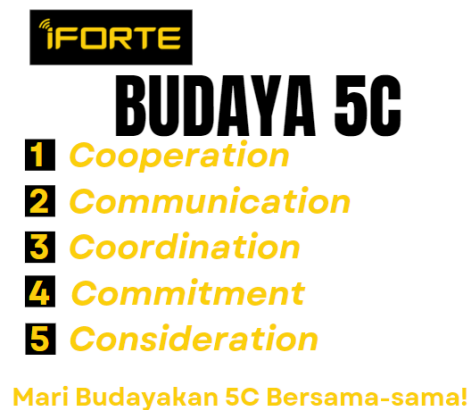 iFORTE
BUDAYA 5C
1 Cooperation
2 Communication
3 Coordination
4 Commitment
5 Consideration
Mari Budayakan 5C Bersama-sama!